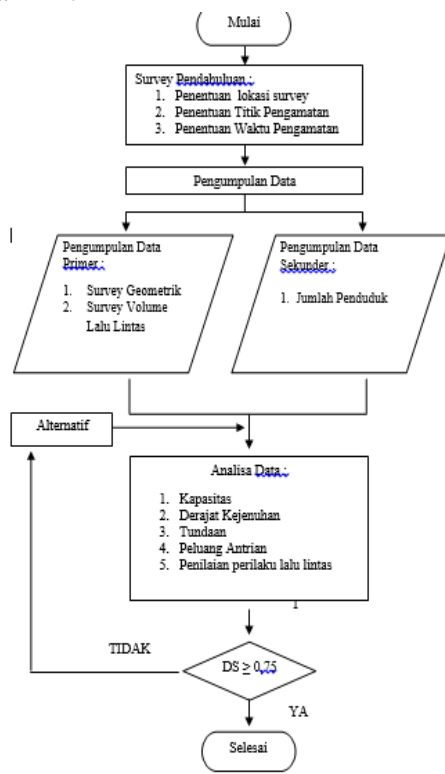 Mulai
Survey Pendahuluan :
1. Penentuan lokasi survey
2. Penentuan Titik Pengamatan
3. Penentuan Waktu Pengamatan
Pengumpulan Data
Pengumpulan Data
Primer :
1. Survey Geometrik
2. Survey Volume
Lalu Lintas
Pengumpulan Data
Sekunder :
1. Jumlah Penduduk
Alternatif
Analisa Data :
1. Kapasitas
2. Derajat Kejenuhan
3. Tundaan
4. Peluang Antrian
5. Penilaian perilaku lalu lintas
TIDAK
DS ≥ 0,75
YA
Selesai